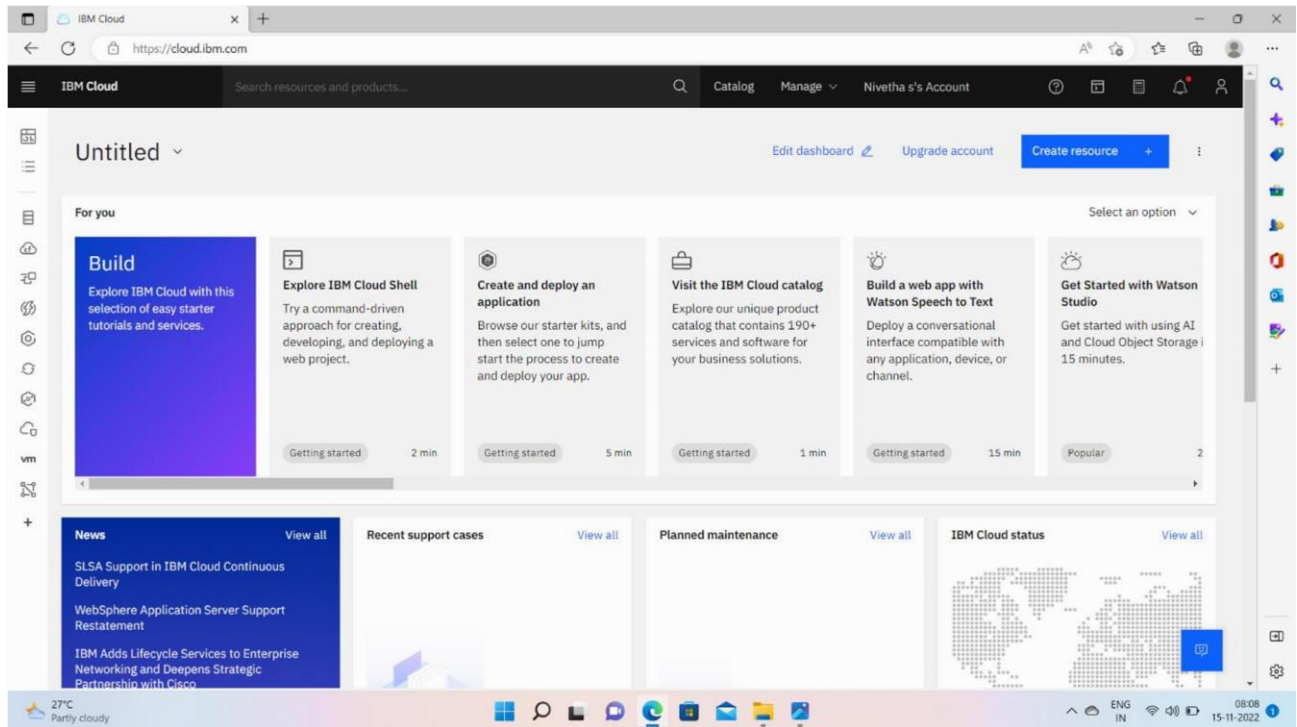 IBM Cloud
https://cloud.ibm.com
IBM Cloud
Search resources and products...
Catalog
Manage
Nivetha s's Account
Untitled
Edit dashboard
Upgrade account
Create resource +
For you
Select an option
Build
Explore IBM Cloud with this
selection of easy starter
tutorials and services.
Explore IBM Cloud Shell
Try a command-driven
approach for creating,
developing, and deploying a
web project.
Getting started
2 min
Create and deploy an
application
Browse our starter kits, and
then select one to jump
start the process to create
and deploy your app.
Getting started
5 min
Visit the IBM Cloud catalog
Explore our unique product
catalog that contains 190+
services and software for
your business solutions.
Getting started
1 min
Build a web app with
Watson Speech to Text
Deploy a conversational
interface compatible with
any application, device, or
channel.
Getting started
15 min
Get Started with Watson
Studio
Get started with using AI
and Cloud Object Storage i
15 minutes.
Popular
2
vm
News
View all
SLSA Support in IBM Cloud Continuous
Delivery
WebSphere Application Server Support
Restatement
IBM Adds Lifecycle Services to Enterprise
Networking and Deepens Strategic
Partnership with Cisco
Recent support cases
View all
Planned maintenance
View all
IBM Cloud status
View all
27°C
Partly cloudy
ENG
IN
08:08
15-11-2022
1